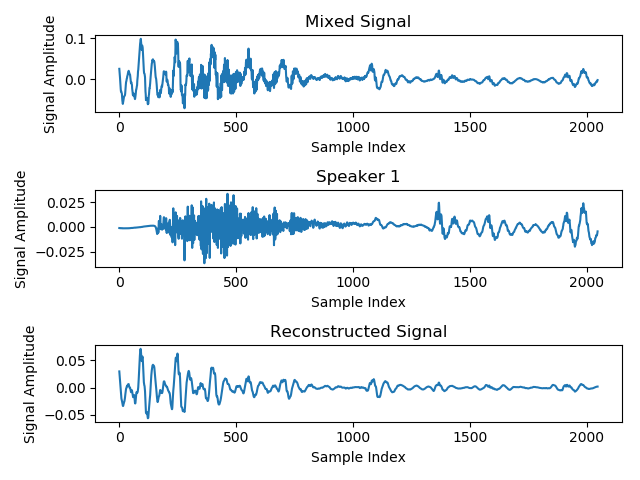 Mixed Signal
Signal Amplitude
0.1
0.0
0 500 1000 1500 2000
Sample Index
Speaker 1
Signal Amplitude
0.025
0.000
−0.025
0 500 1000 1500 2000
Sample Index
Reconstructed Signal
Signal Amplitude
0.05
0.00
−0.05
0 500 1000 1500 2000
Sample Index